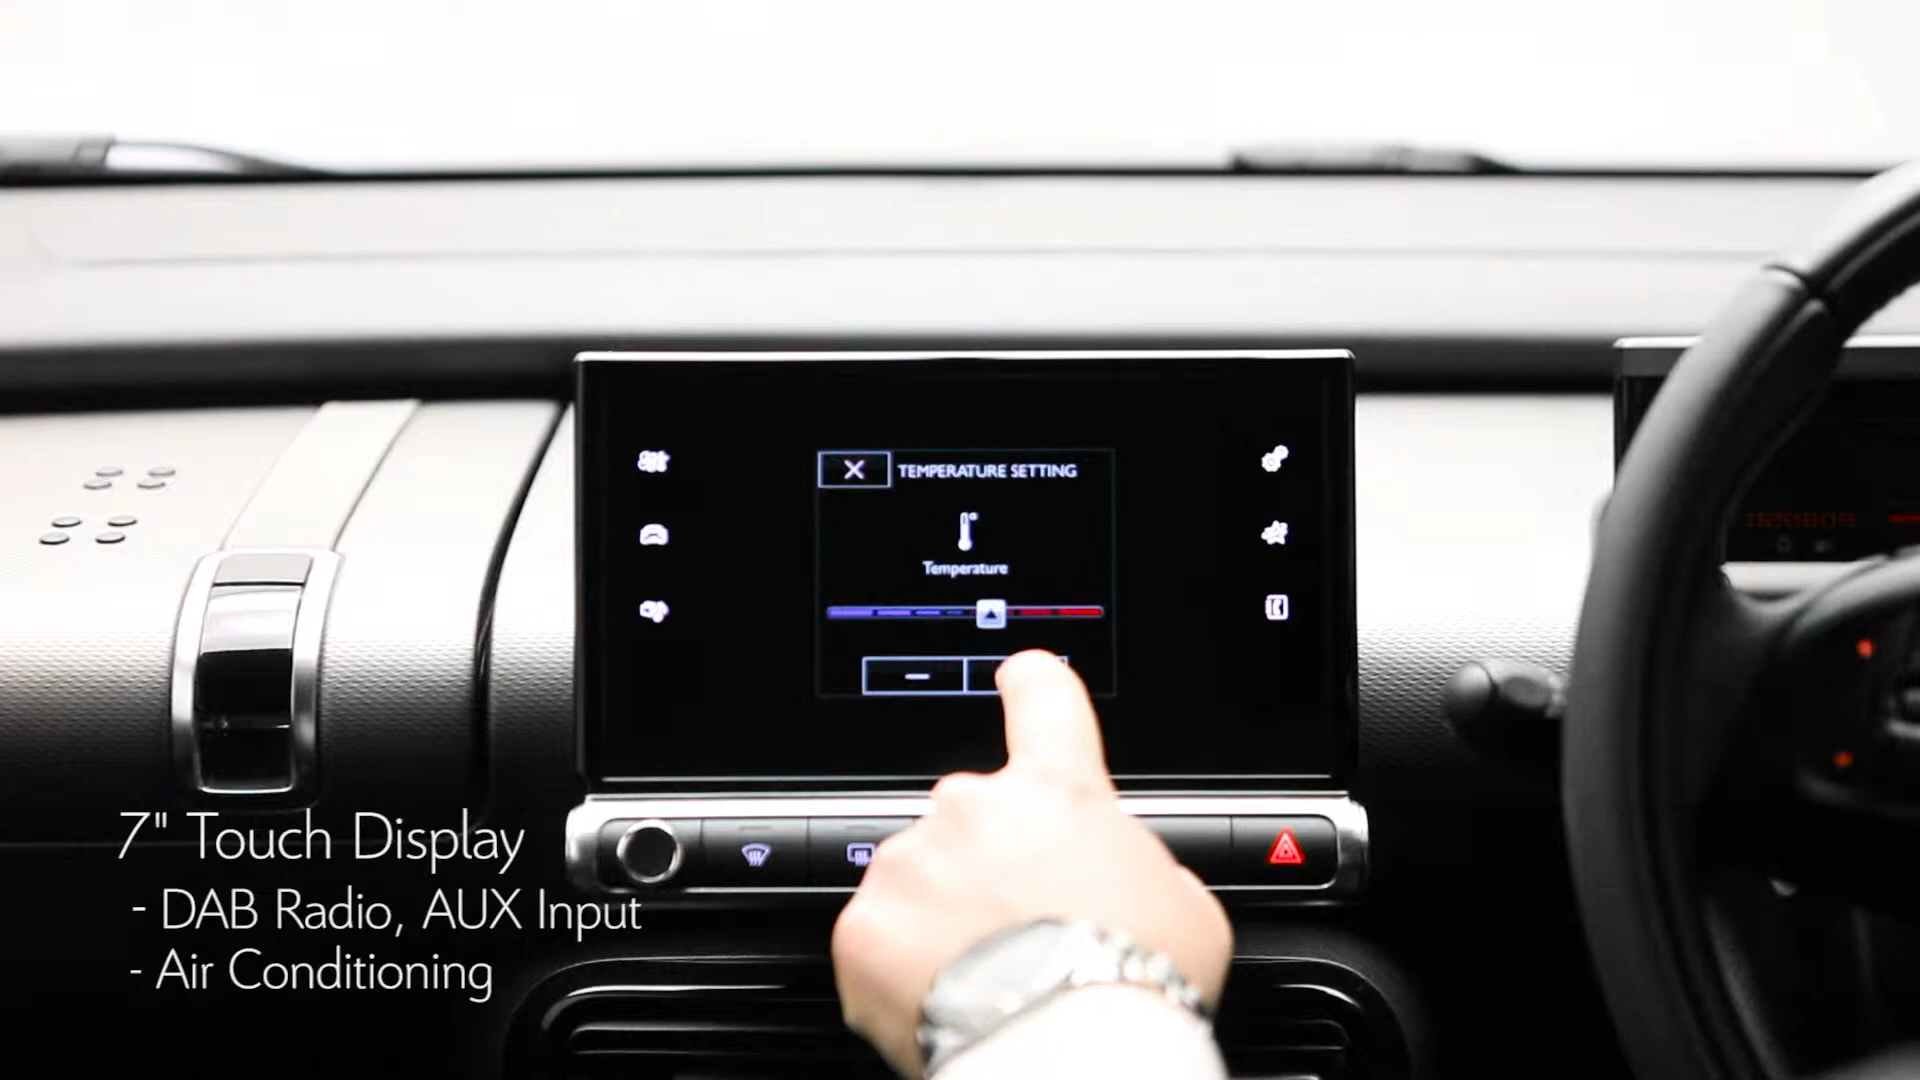 TEMPERATURE SETTING
Temperature
7" Touch Display
- DAB Radio, AUX Input
- Air Conditioning